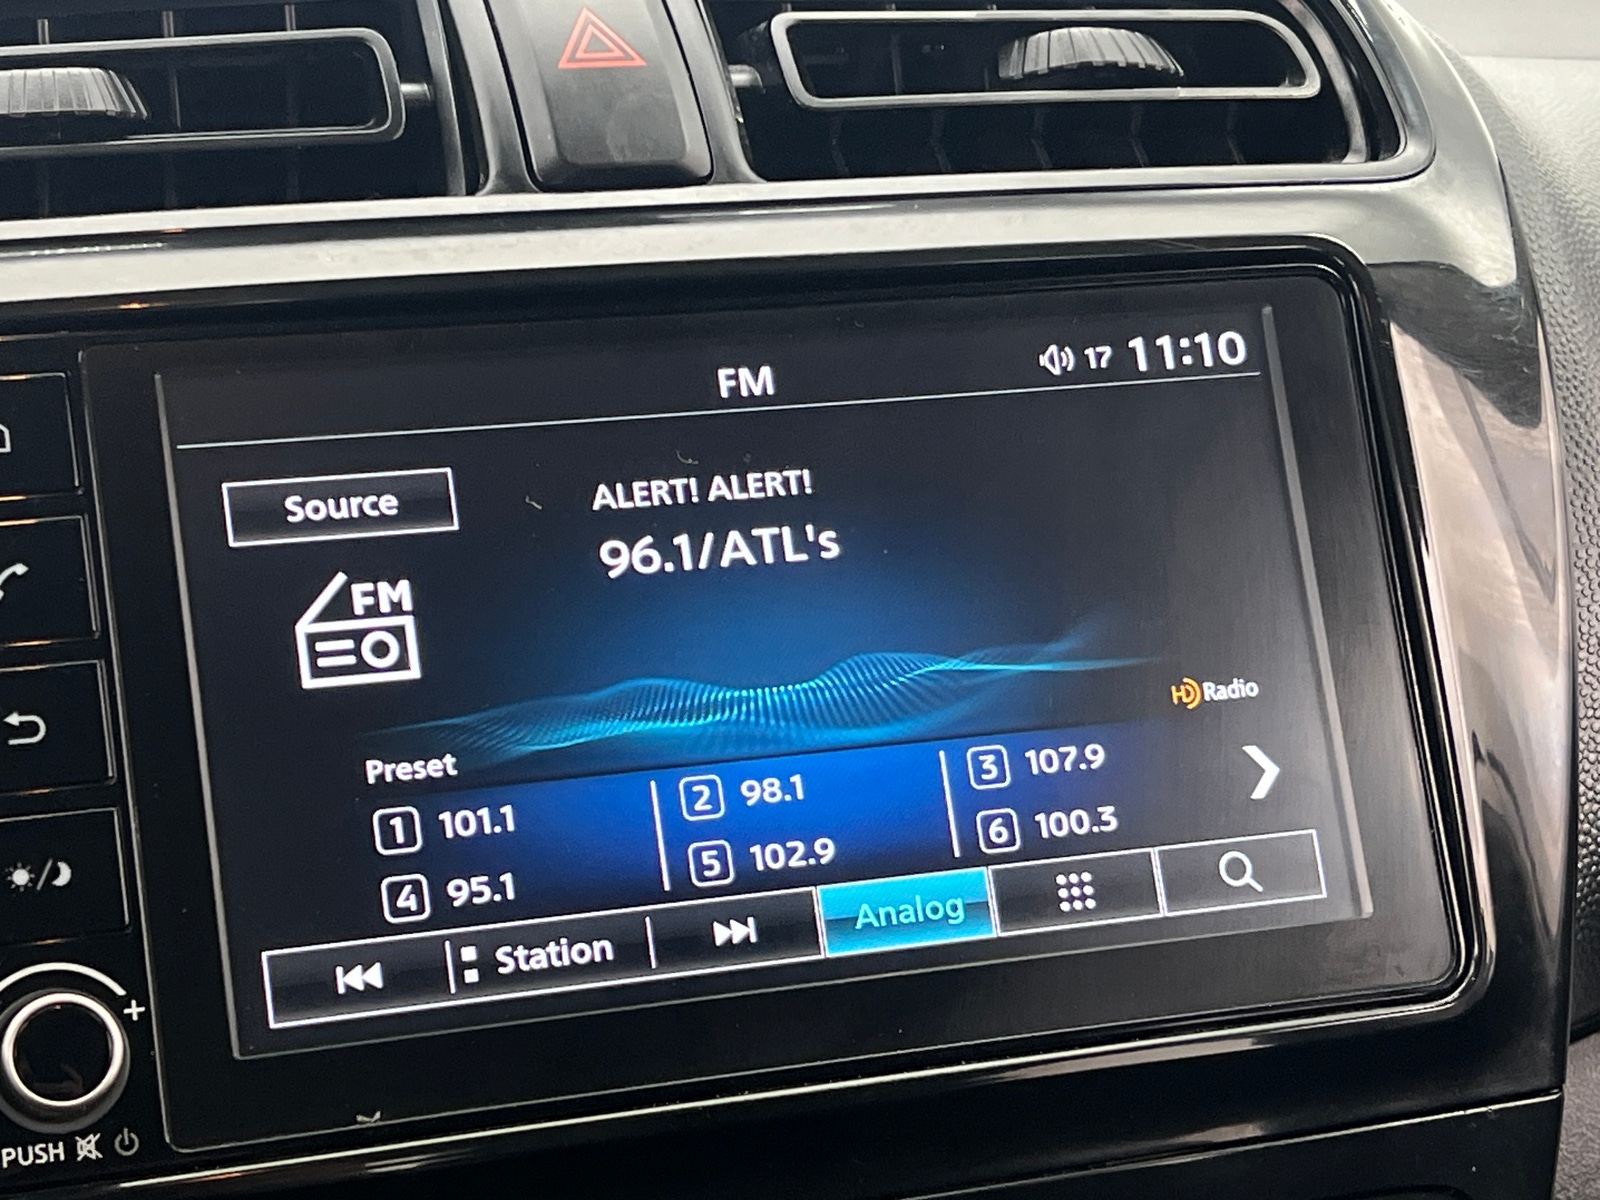 FM
17 11:10
Source
ALERT! ALERT!
96.1/ATL's
FM
HD Radio
Preset
1 101.1
2 98.1
3 107.9
4 95.1
5 102.9
6 100.3
Station
Analog
+
PUSH